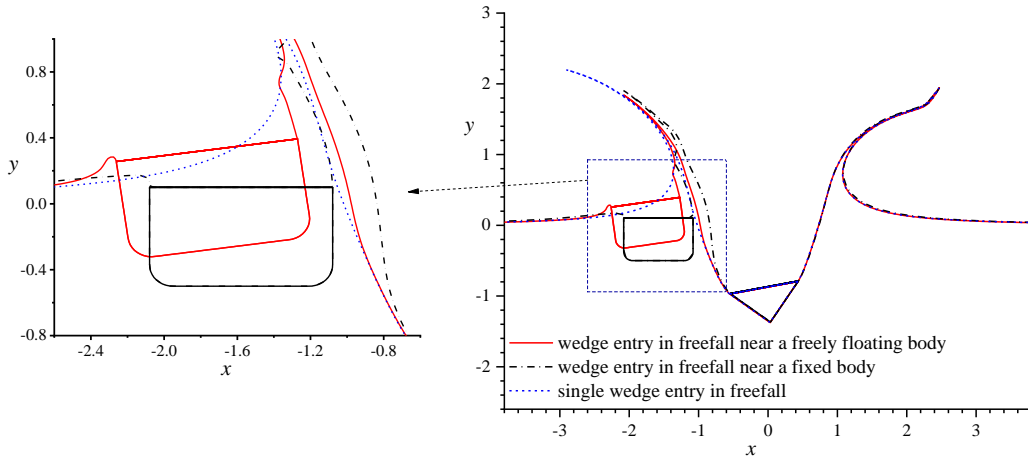 0.8
0.4
y
0.0
-0.4
-0.8
-2.4 -2.0 -1.6 -1.2 -0.8
x
3
2
y
1
0
-1
-2
wedge entry in freefall near a freely floating body
wedge entry in freefall near a fixed body
single wedge entry in freefall
-3 -2 -1 0 1 2 3
x